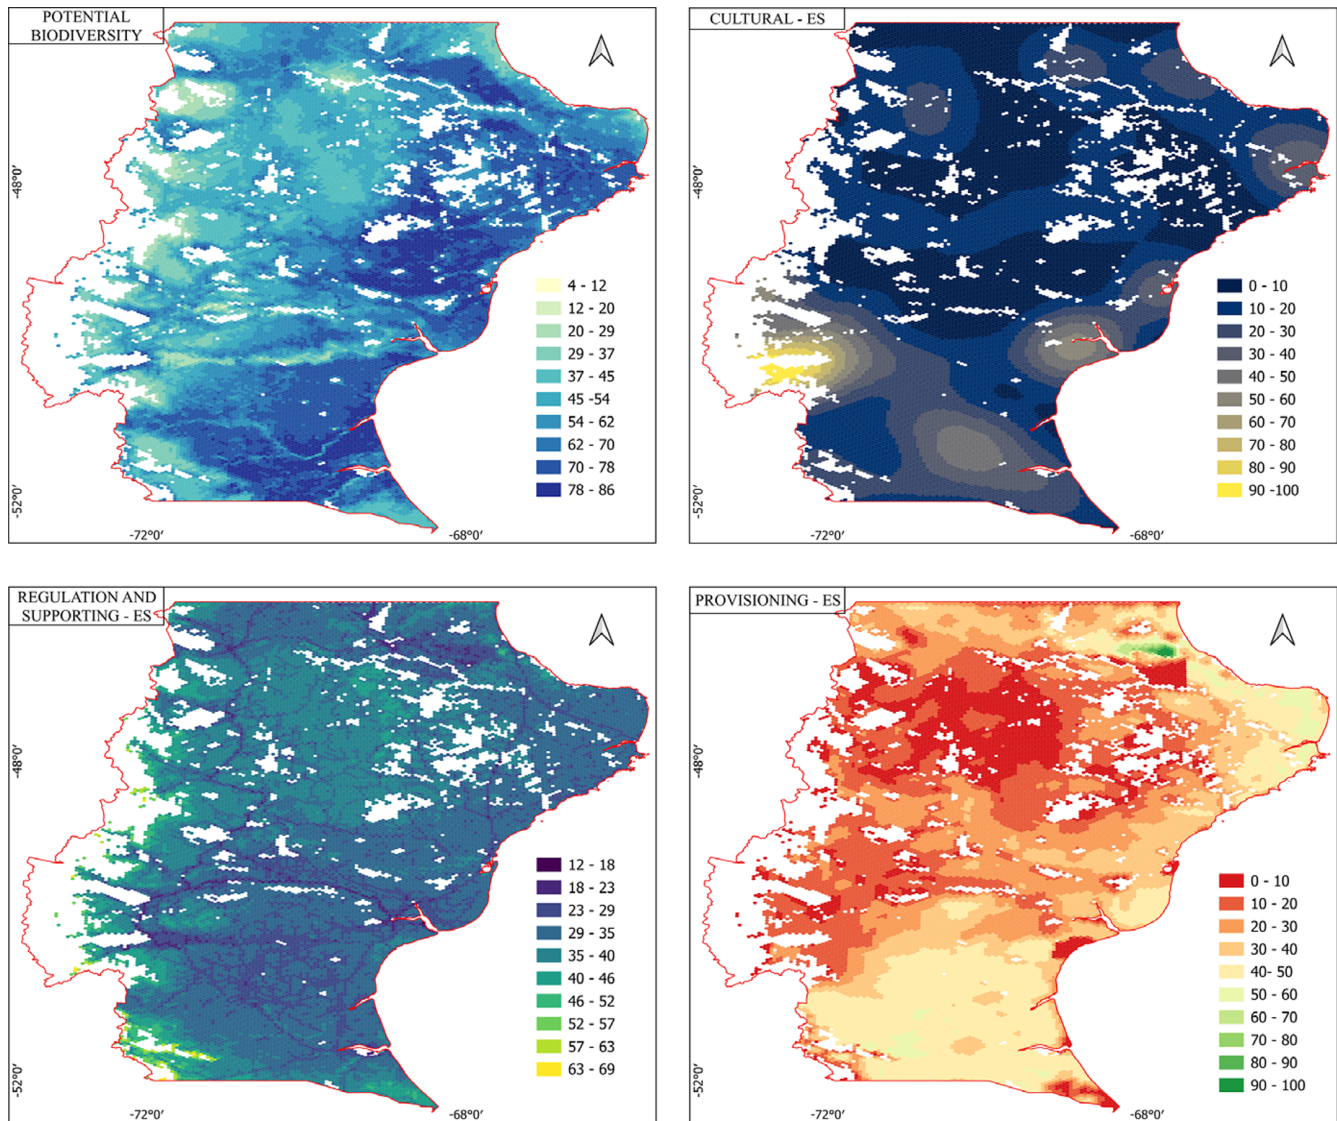 POTENTIAL
BIODIVERSITY
-48°0'
-52°0'
-72°0'
-68°0'
4 - 12
12 - 20
20 - 29
29 - 37
37 - 45
45 -54
54 - 62
62 - 70
70 - 78
78 - 86
CULTURAL - ES
-48°0'
-52°0'
-72°0'
-68°0'
0 - 10
10 - 20
20 - 30
30 - 40
40 - 50
50 - 60
60 - 70
70 - 80
80 - 90
90 -100
REGULATION AND
SUPPORTING - ES
-48°0'
-52°0'
-72°0'
-68°0'
12 - 18
18 - 23
23 - 29
29 - 35
35 - 40
40 - 46
46 - 52
52 - 57
57 - 63
63 - 69
PROVISIONING - ES
-48°0'
-52°0'
-72°0'
-68°0'
0 - 10
10 - 20
20 - 30
30 - 40
40- 50
50 - 60
60 - 70
70 - 80
80 - 90
90 - 100